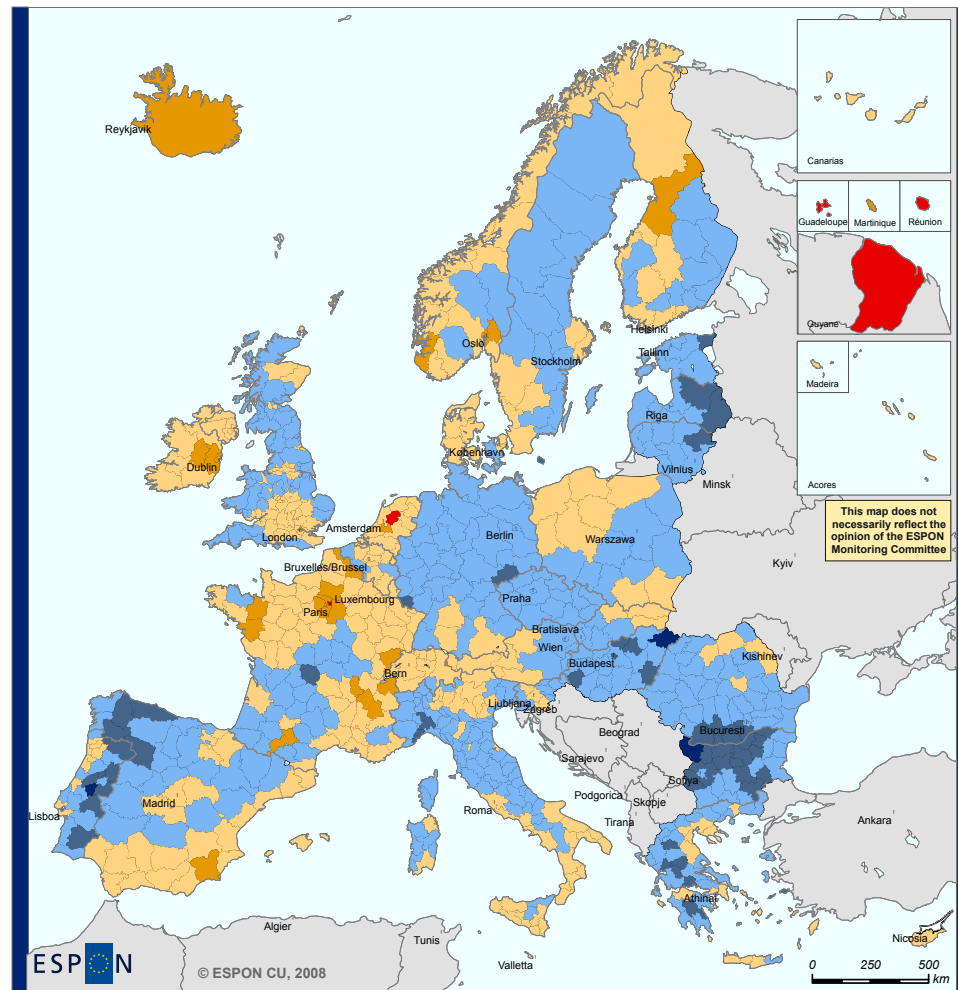 Reykjavik
Canarias
Guadeloupe
Martinique
Réunion
Guyane
Madeira
Acores
This map does not
necessarily reflect the
opinion of the ESPON
Monitoring Committee
Helsinki
Oslo
Tallinn
Stockholm
Riga
København
Dublin
Vilnius
Minsk
Amsterdam
London
Berlin
Warszawa
Kyiv
Bruxelles/Brussel
Luxembourg
Praha
Paris
Bratislava
Wien
Kishinev
Budapest
Bern
Ljubljana
Zagreb
Bucuresti
Beograd
Sarajevo
Sofiya
Podgorica
Skopje
Madrid
Roma
Tirana
Lisboa
Ankara
Athinai
Algier
Tunis
Nicosia
Valletta
ESPON
© ESPON CU, 2008
0 250 500
km